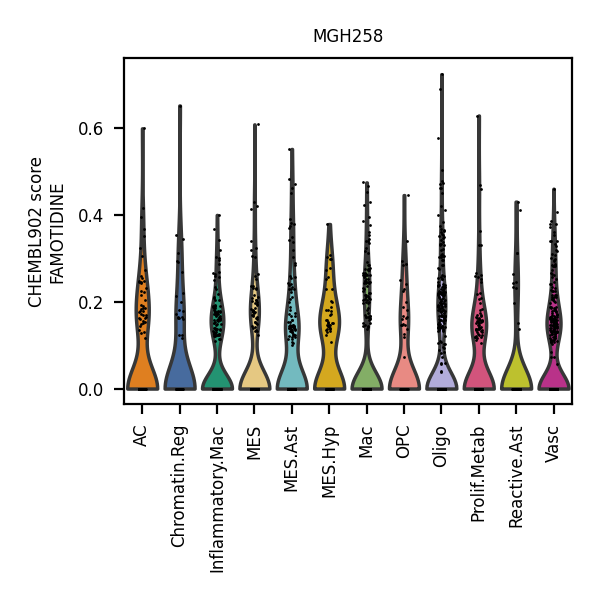 MGH258
CHEMBL902 score
FAMOTIDINE
0.6
0.4
0.2
0.0
AC
Chromatin.Reg
Inflammatory.Mac
MES
MES.Ast
MES.Hyp
Mac
OPC
Oligo
Prolif.Metab
Reactive.Ast
Vasc